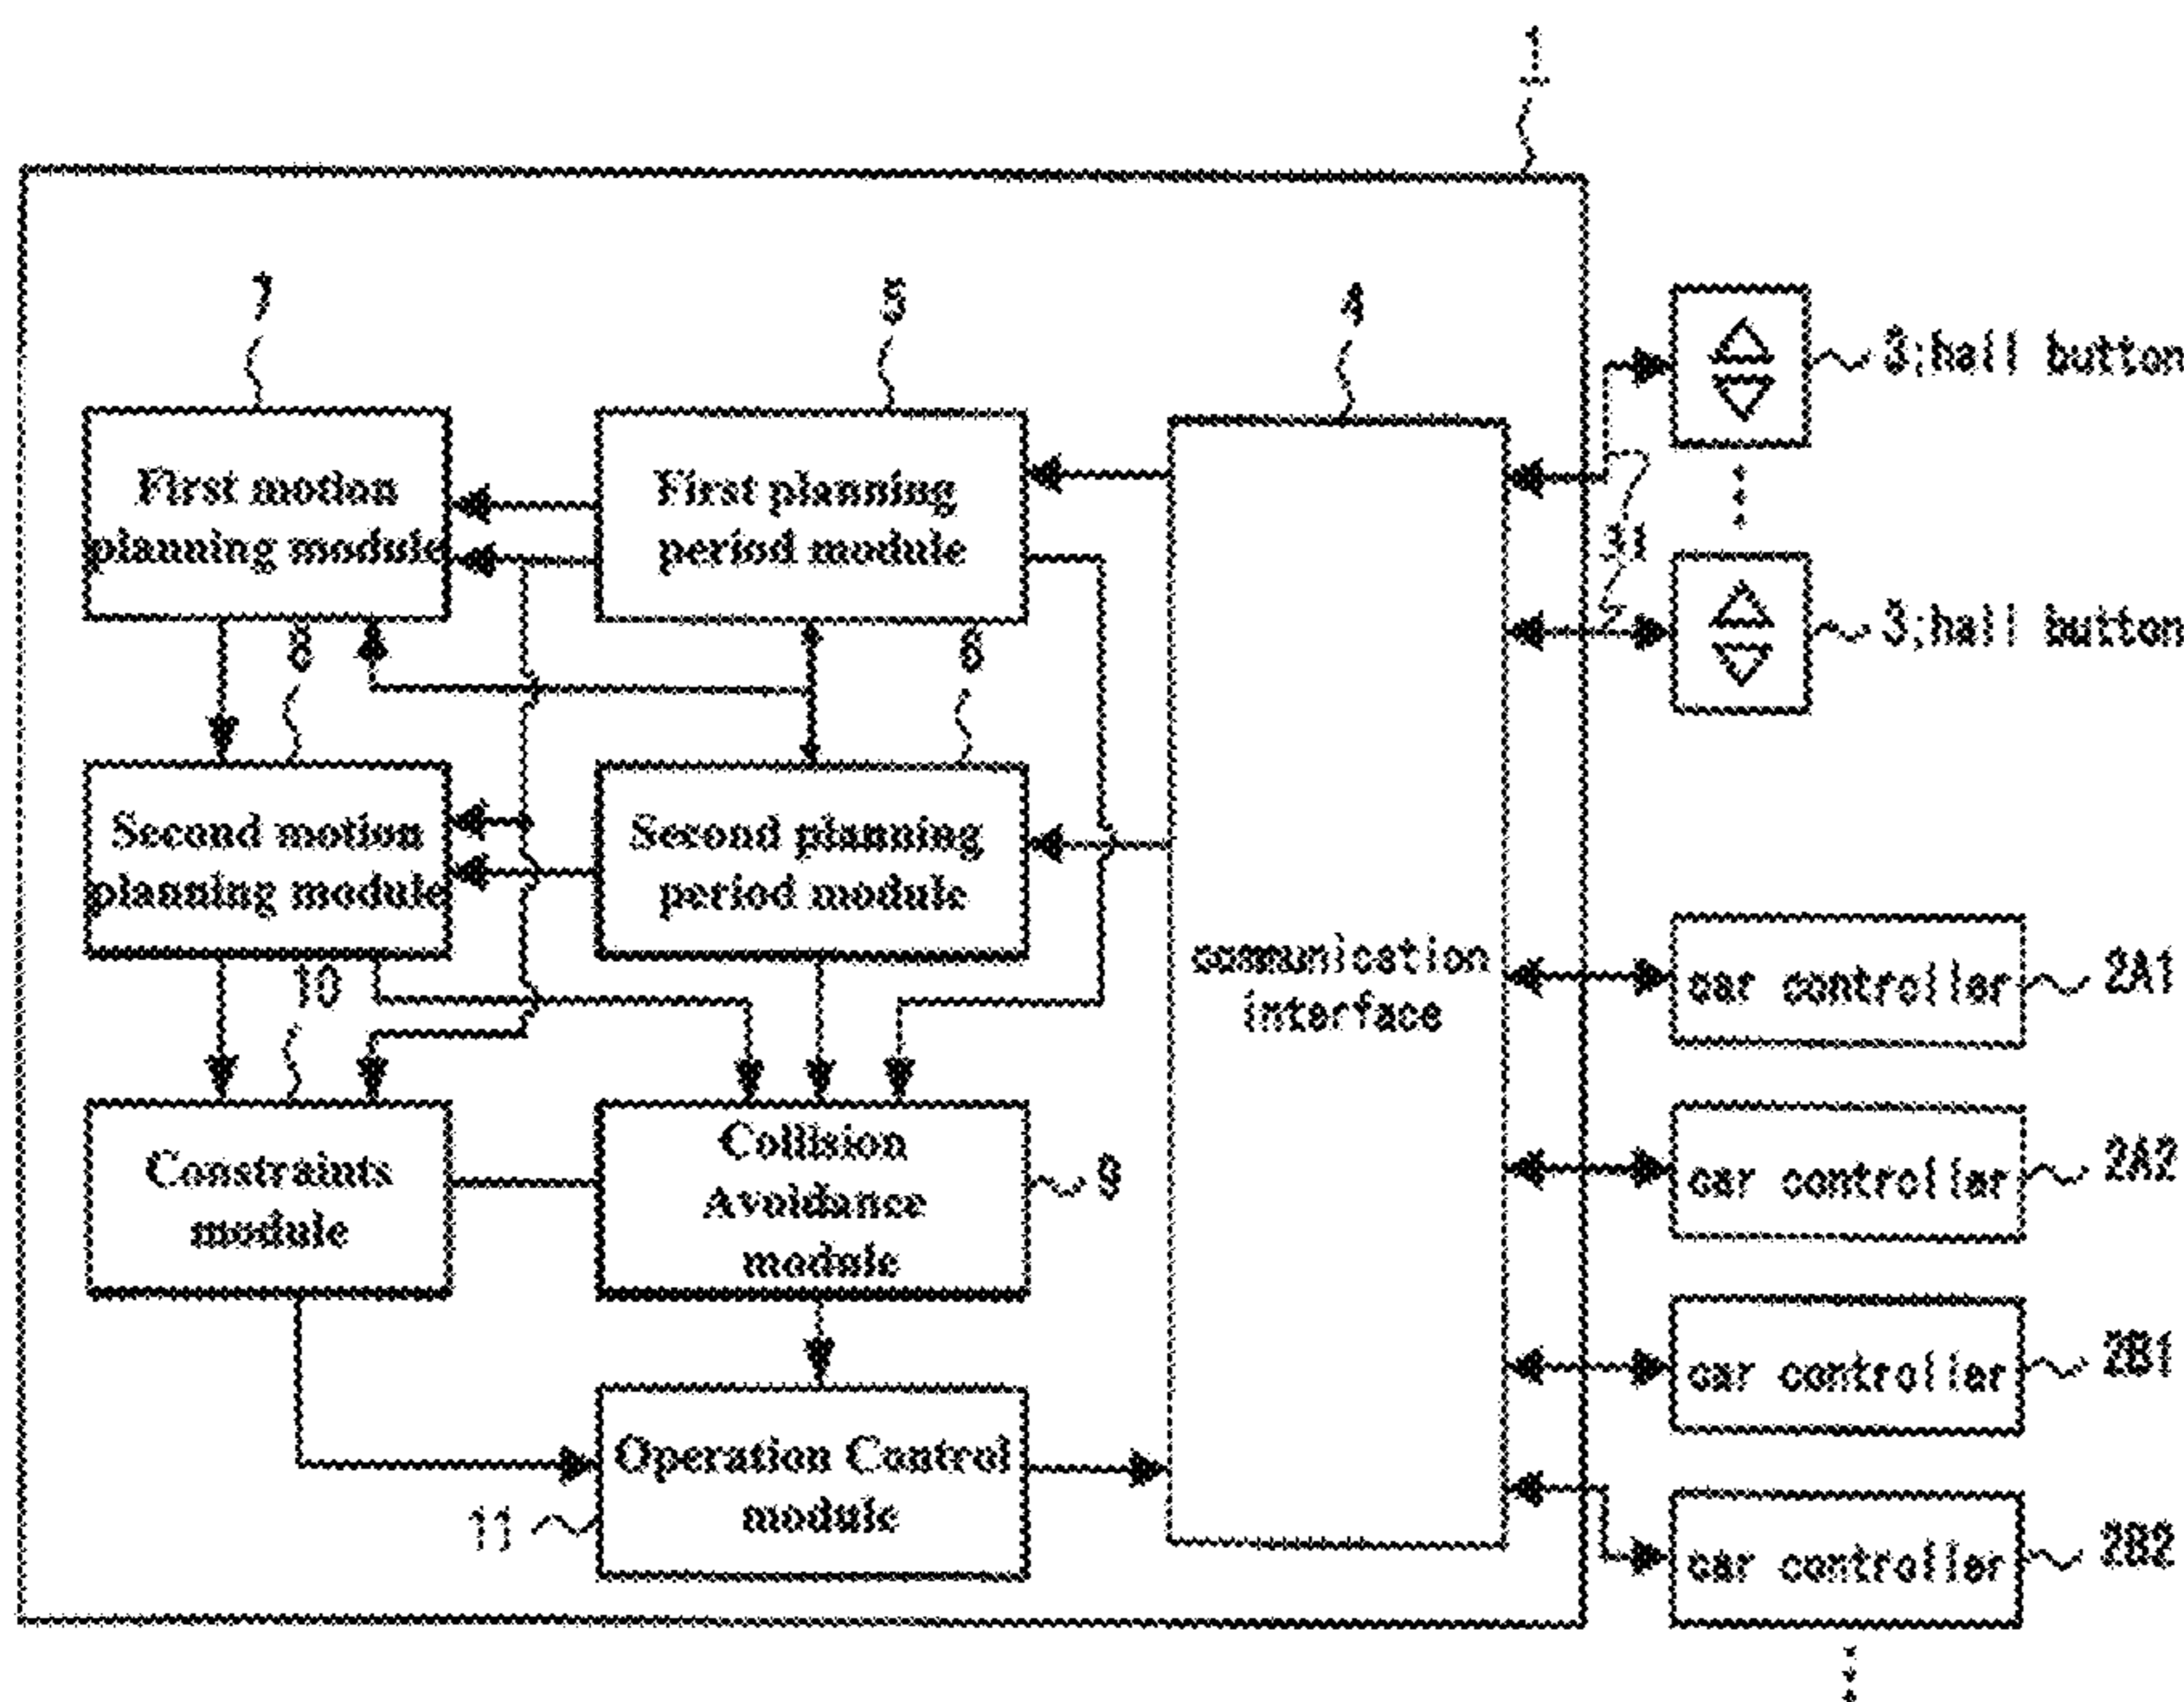 1
7
5
4
3;hall button
First motion
planning module
First planning
period module
31
3;hall button
8
6
Second motion
planning module
Second planning
period module
communication
interface
10
car controller
2A1
Constraints
module
Collision
Avoidance
module
9
car controller
2A2
car controller
2B1
Operation Control
module
11
car controller
2B2